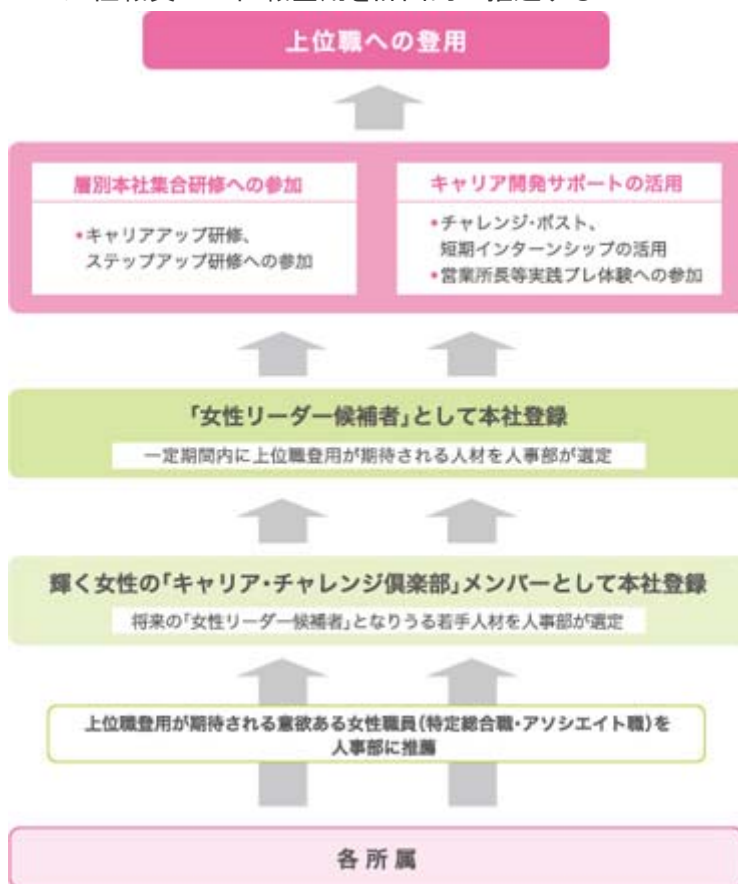 上位職への登用
層別本社集合研修への参加
•キャリアアップ研修、
ステップアップ研修への参加
キャリア開発サポートの活用
•チャレンジ・ポスト、
短期インターンシップの活用
•営業所長等実践プレ体験への参加
「女性リーダー候補者」として本社登録
一定期間内に上位職登用が期待される人材を人事部が選定
輝く女性の「キャリア・チャレンジ倶楽部」メンバーとして本社登録
将来の「女性リーダー候補者」となりうる若手人材を人事部が選定
上位職登用が期待される意欲ある女性職員(特定総合職・アソシエイト職)を
人事部に推薦
各所属